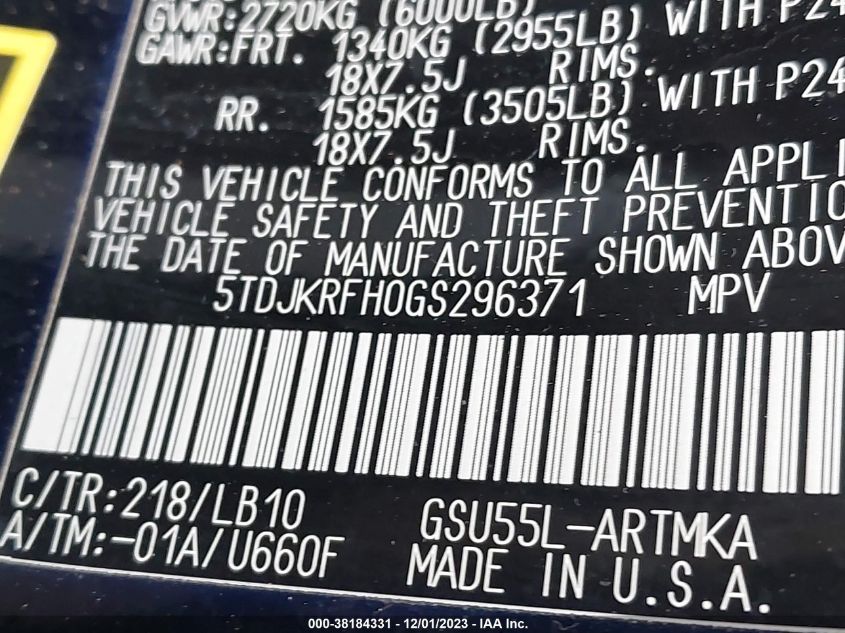 GVWR:2720KG (6000LB)
GAWR:FRT. 1340KG (2955LB) WITH P24
18X7.5J RIMS.
RR. 1585KG (3505LB) WITH P24
18X7.5J RIMS.
THIS VEHICLE CONFORMS TO ALL APPLI
VEHICLE SAFETY AND THEFT PREVENTIO
THE DATE OF MANUFACTURE SHOWN ABOV
5TDJKRFH0GS296371 MPV
C/TR:218/LB10 GSU55L-ARTMKA
A/TM:-01A/U660F MADE IN U.S.A.
000-38184331 - 12/01/2023 - IAA Inc.